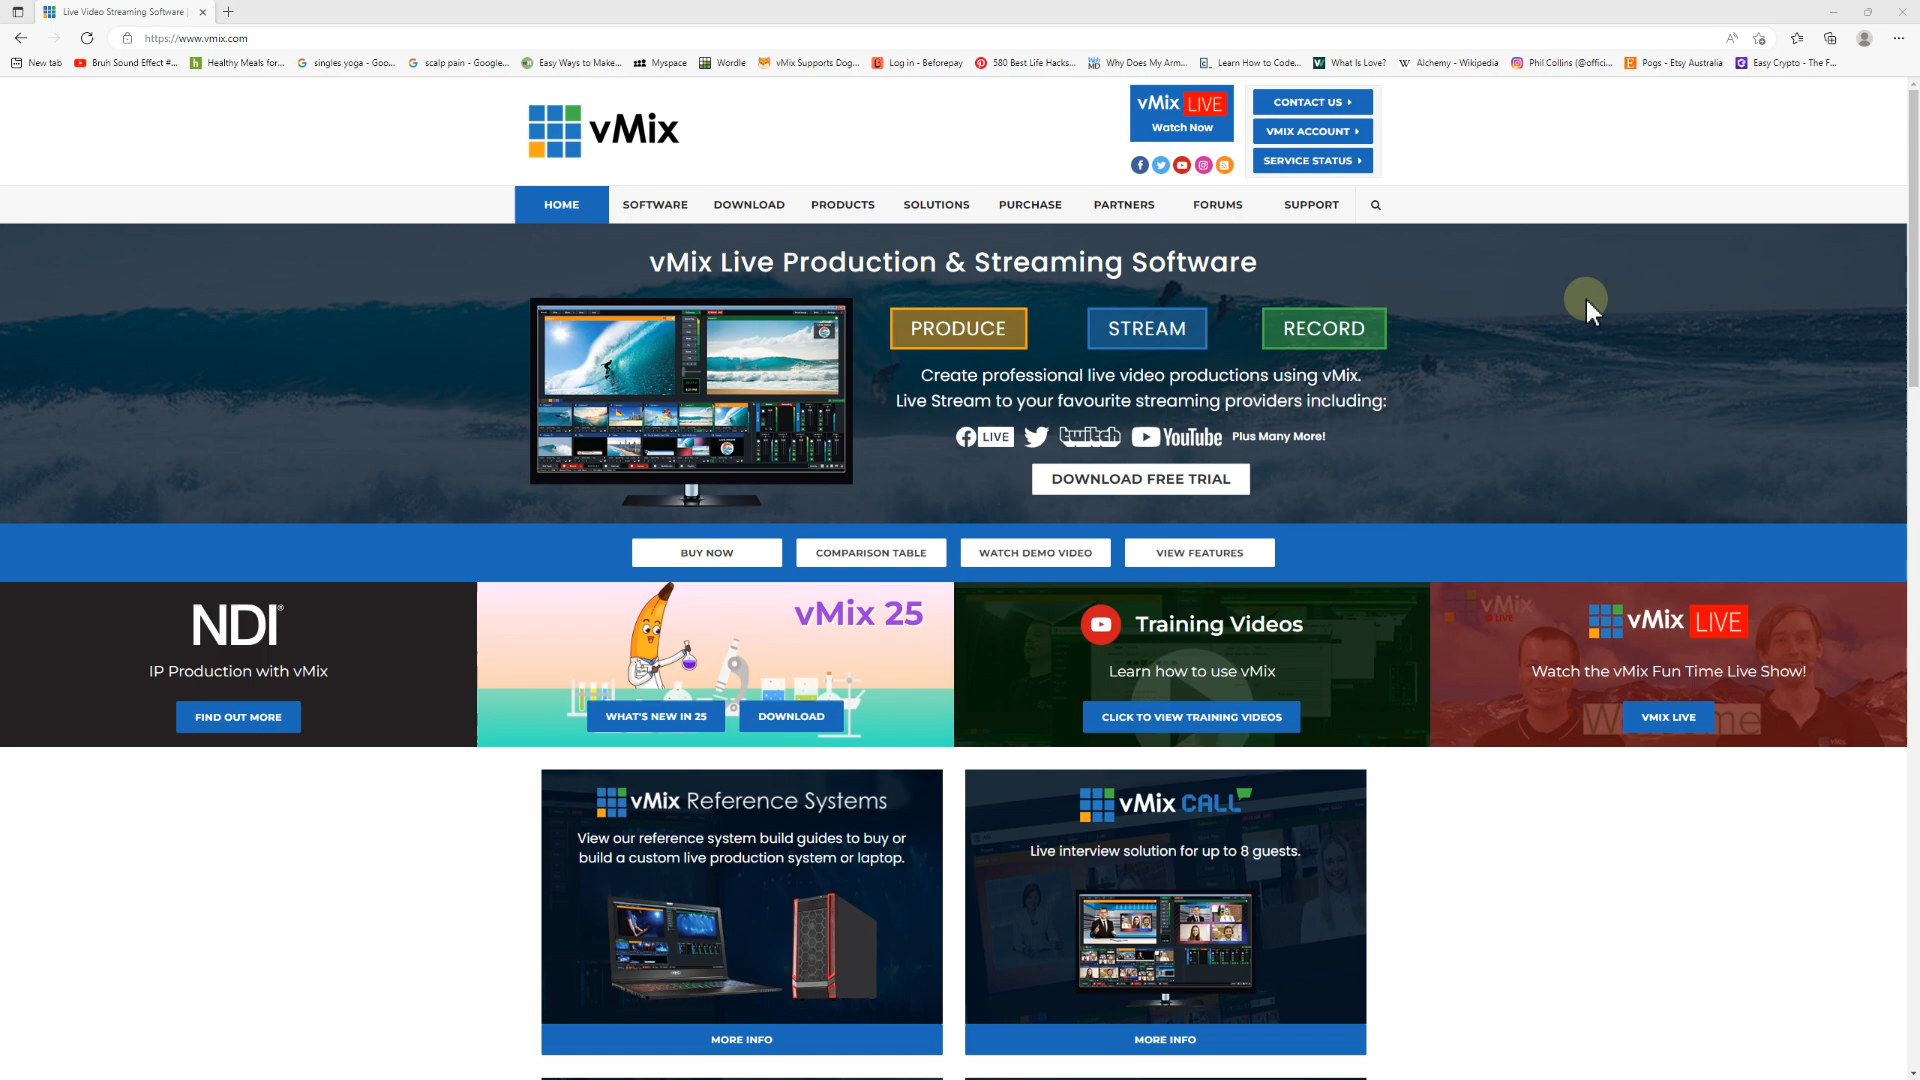 Live Video Streaming Software |
https://www.vmix.com
New tab
Bruh Sound Effect #...
Healthy Meals for...
singles yoga - Goo...
scalp pain - Google...
Easy Ways to Make...
Myspace
Wordle
vMix Supports Dog...
Log in - Beforepay
580 Best Life Hacks...
Why Does My Arm...
Learn How to Code...
What Is Love?
Alchemy - Wikipedia
Phil Collins (@offici...
Pogs - Etsy Australia
Easy Crypto - The F...
vMix
vMix LIVE
Watch Now
CONTACT US
VMIX ACCOUNT
SERVICE STATUS
HOME
SOFTWARE
DOWNLOAD
PRODUCTS
SOLUTIONS
PURCHASE
PARTNERS
FORUMS
SUPPORT
vMix Live Production & Streaming Software
PRODUCE
STREAM
RECORD
Create professional live video productions using vMix.
Live Stream to your favourite streaming providers including:
LIVE
twitch
YouTube
Plus Many More!
DOWNLOAD FREE TRIAL
BUY NOW
COMPARISON TABLE
WATCH DEMO VIDEO
VIEW FEATURES
NDI®
IP Production with vMix
FIND OUT MORE
vMix 25
WHAT'S NEW IN 25
DOWNLOAD
Training Videos
Learn how to use vMix
CLICK TO VIEW TRAINING VIDEOS
vMix LIVE
Watch the vMix Fun Time Live Show!
VMIX LIVE
vMix Reference Systems
View our reference system build guides to buy or
build a custom live production system or laptop.
MORE INFO
vMix CALL
Live interview solution for up to 8 guests.
MORE INFO